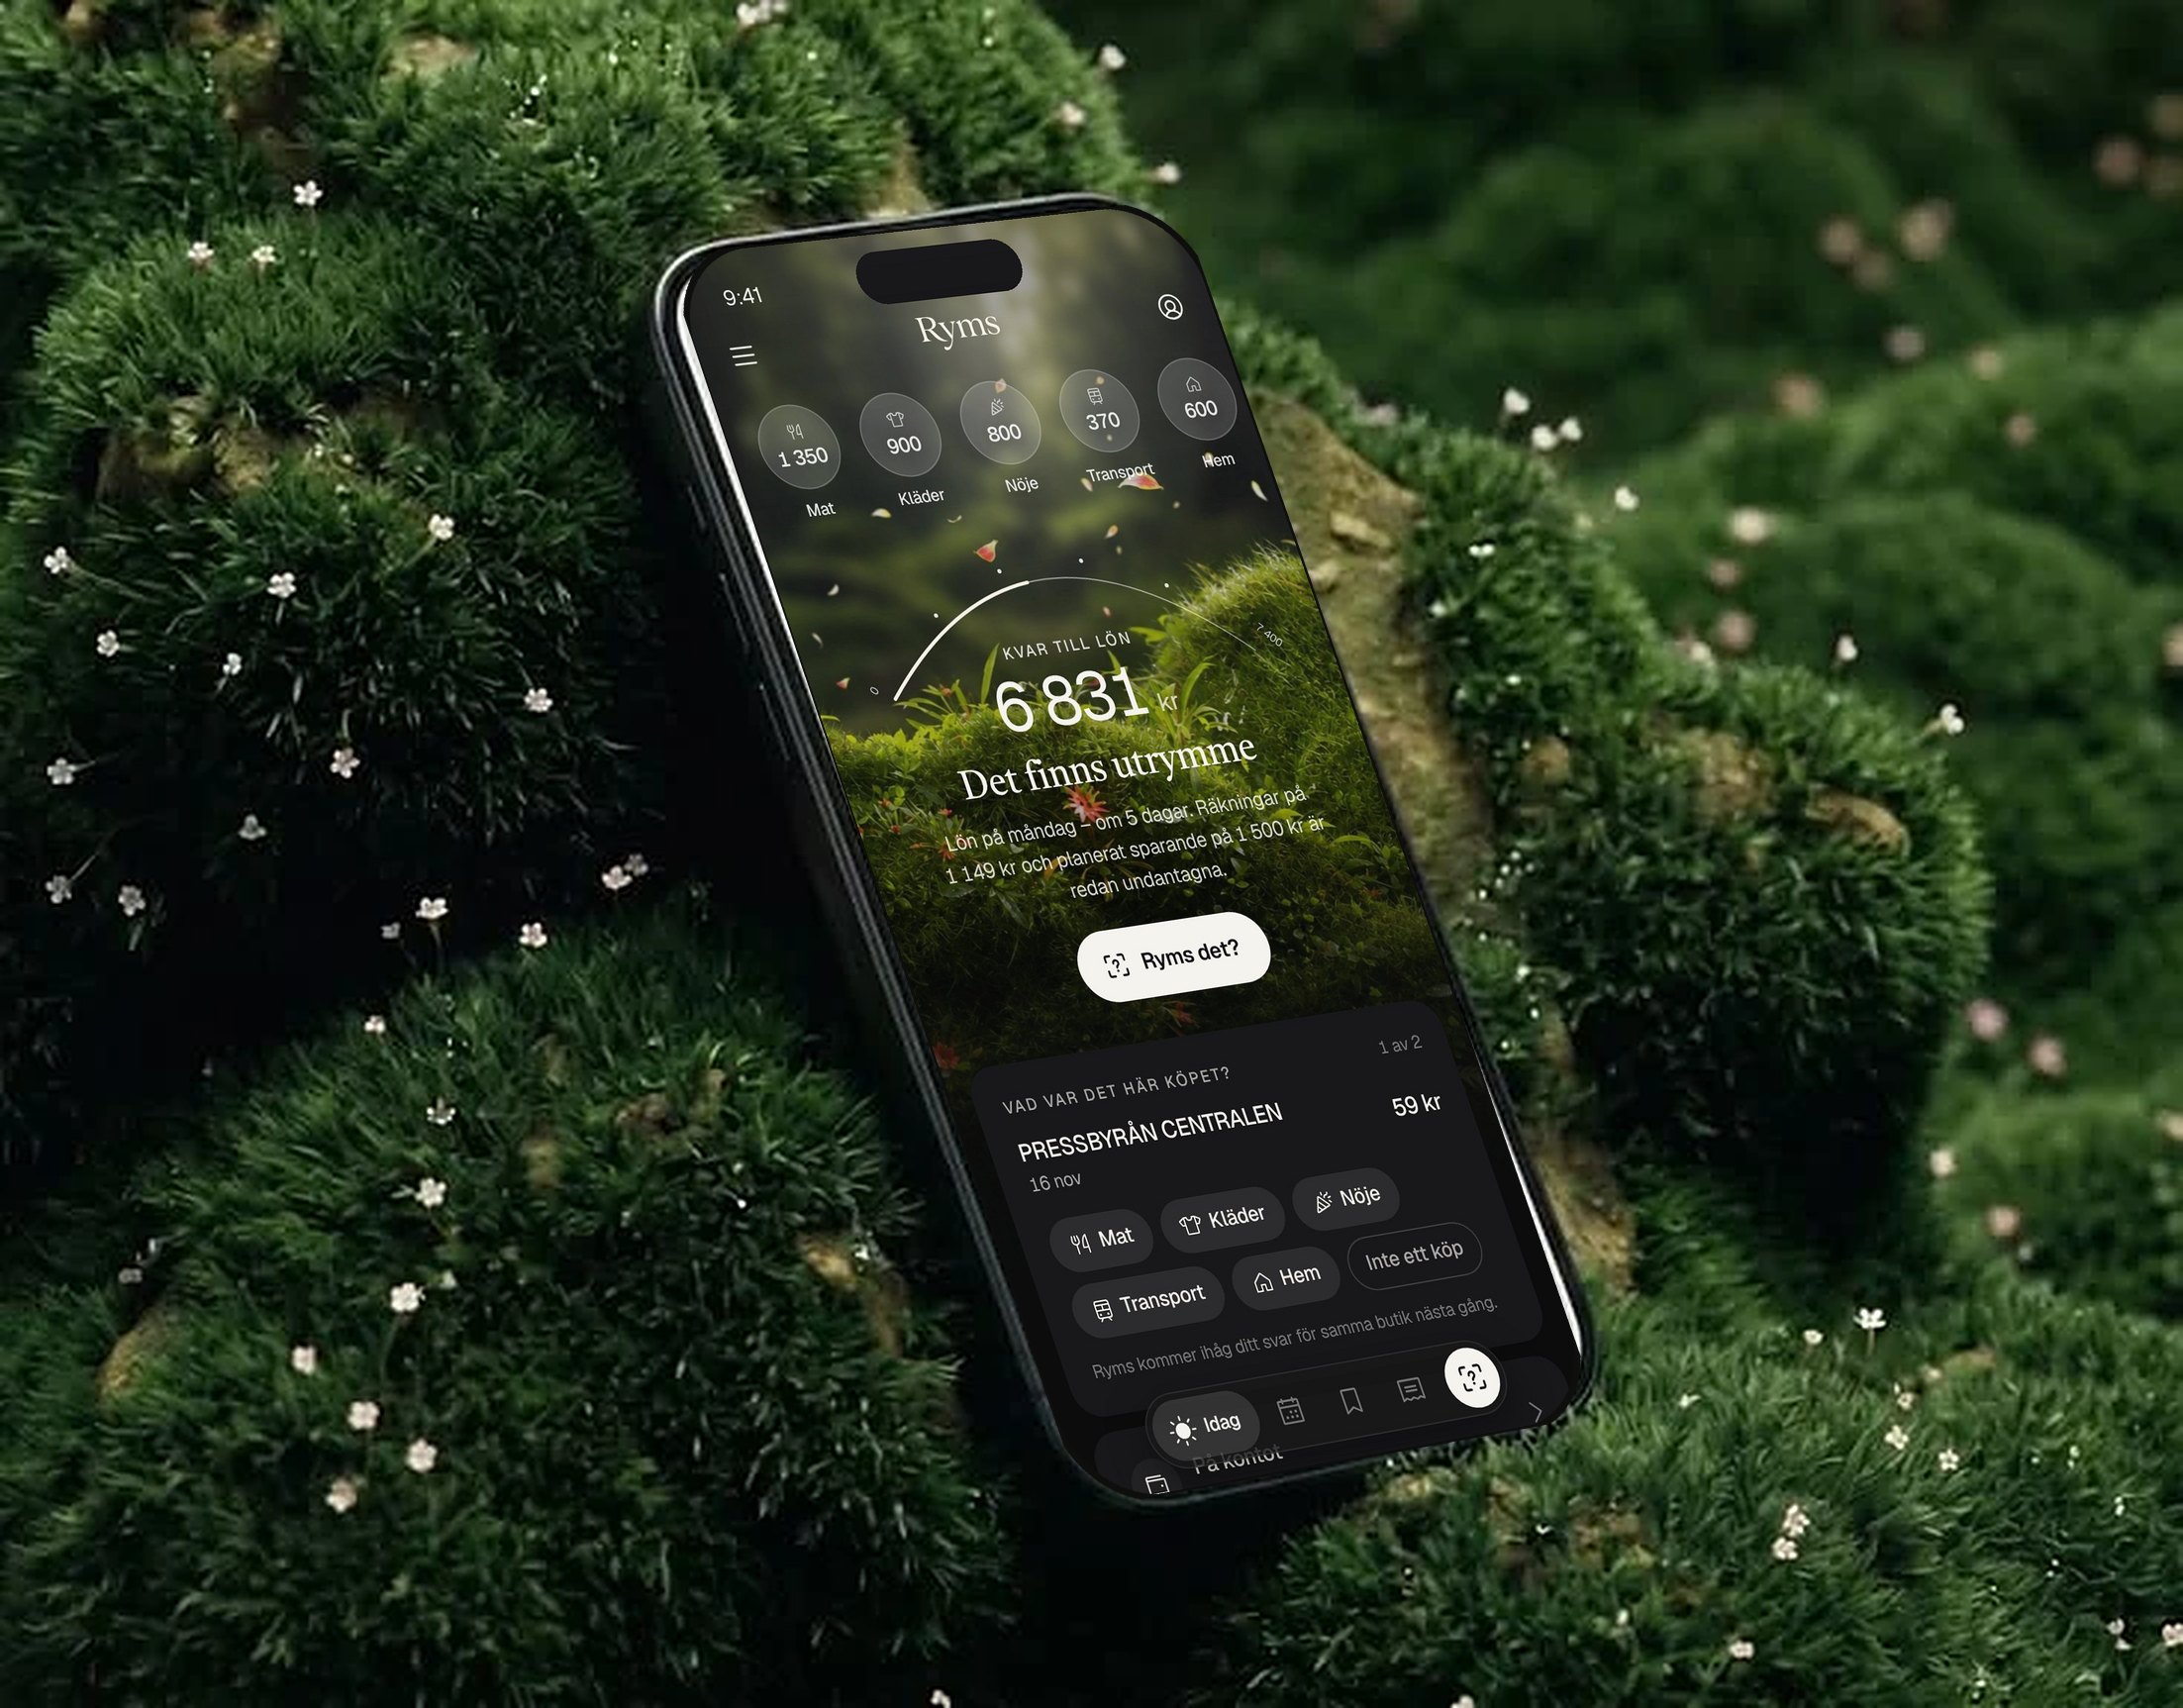 9:41
Ryms
1 350
900
800
370
600
Mat
Kläder
Nöje
Transport
Hem
0
7 400
KVAR TILL LÖN
6 831 kr
Det finns utrymme
Lön på måndag – om 5 dagar. Räkningar på
1 149 kr och planerat sparande på 1 500 kr är
redan undantagna.
Ryms det?
VAD VAR DET HÄR KÖPET?
1 av 2
PRESSBYRÅN CENTRALEN
59 kr
16 nov
Mat
Kläder
Nöje
Transport
Hem
Inte ett köp
Ryms kommer ihåg ditt svar för samma butik nästa gång.
Idag
På kontot